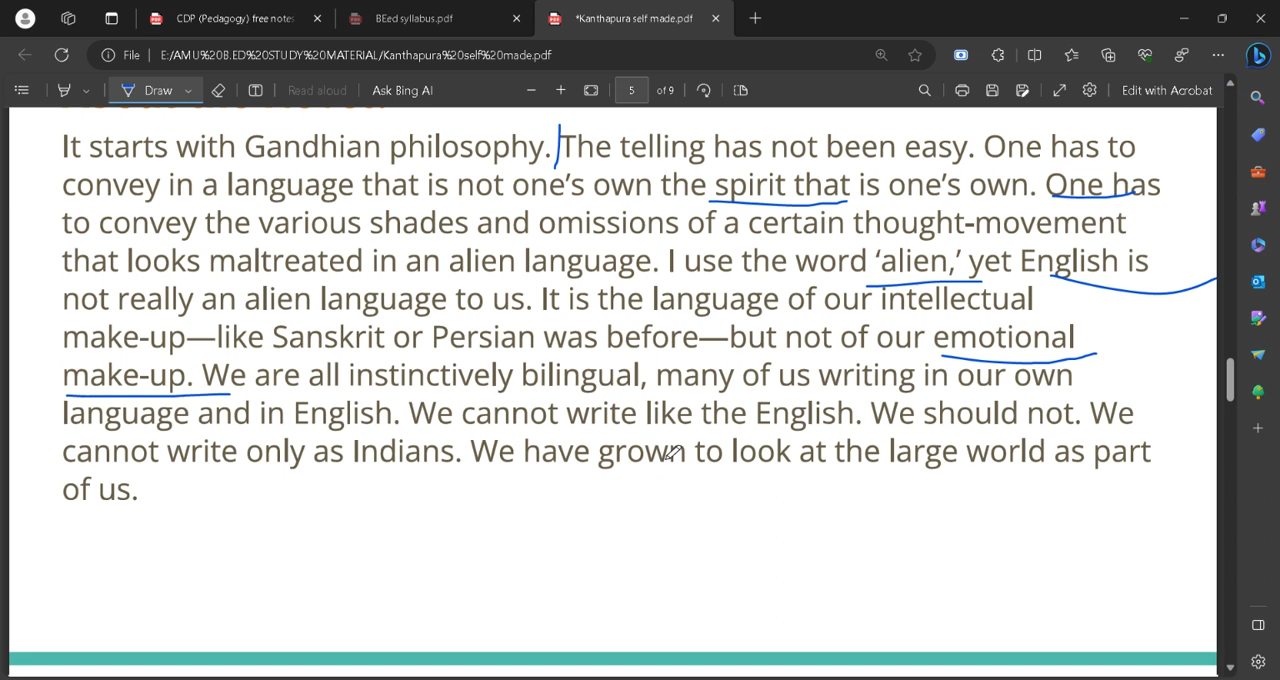 CDP (Pedagogy) free notes
BEEd syllabus.pdf
*Kanthapura self made.pdf
File
E:/AMU%20B.ED%20STUDY%20MATERIAL/Kanthapura%20self%20made.pdf
Draw
Read aloud
Ask Bing AI
5 of 9
Edit with Acrobat
It starts with Gandhian philosophy. The telling has not been easy. One has to
convey in a language that is not one’s own the spirit that is one’s own. One has
to convey the various shades and omissions of a certain thought-movement
that looks maltreated in an alien language. I use the word ‘alien,’ yet English is
not really an alien language to us. It is the language of our intellectual
make-up—like Sanskrit or Persian was before—but not of our emotional
make-up. We are all instinctively bilingual, many of us writing in our own
language and in English. We cannot write like the English. We should not. We
cannot write only as Indians. We have grown to look at the large world as part
of us.